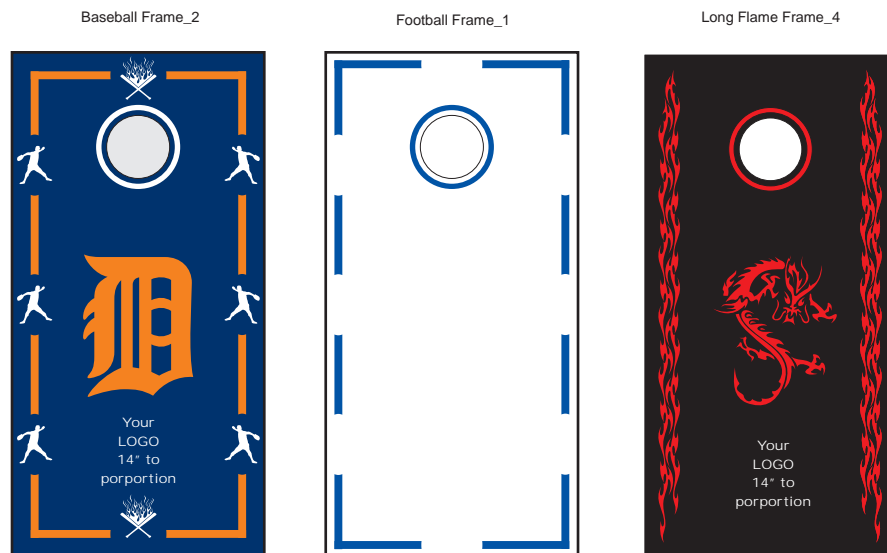 Baseball Frame_2
Football Frame_1
Long Flame Frame_4
D
Your
LOGO
14" to
porportion
Your
LOGO
14" to
porportion